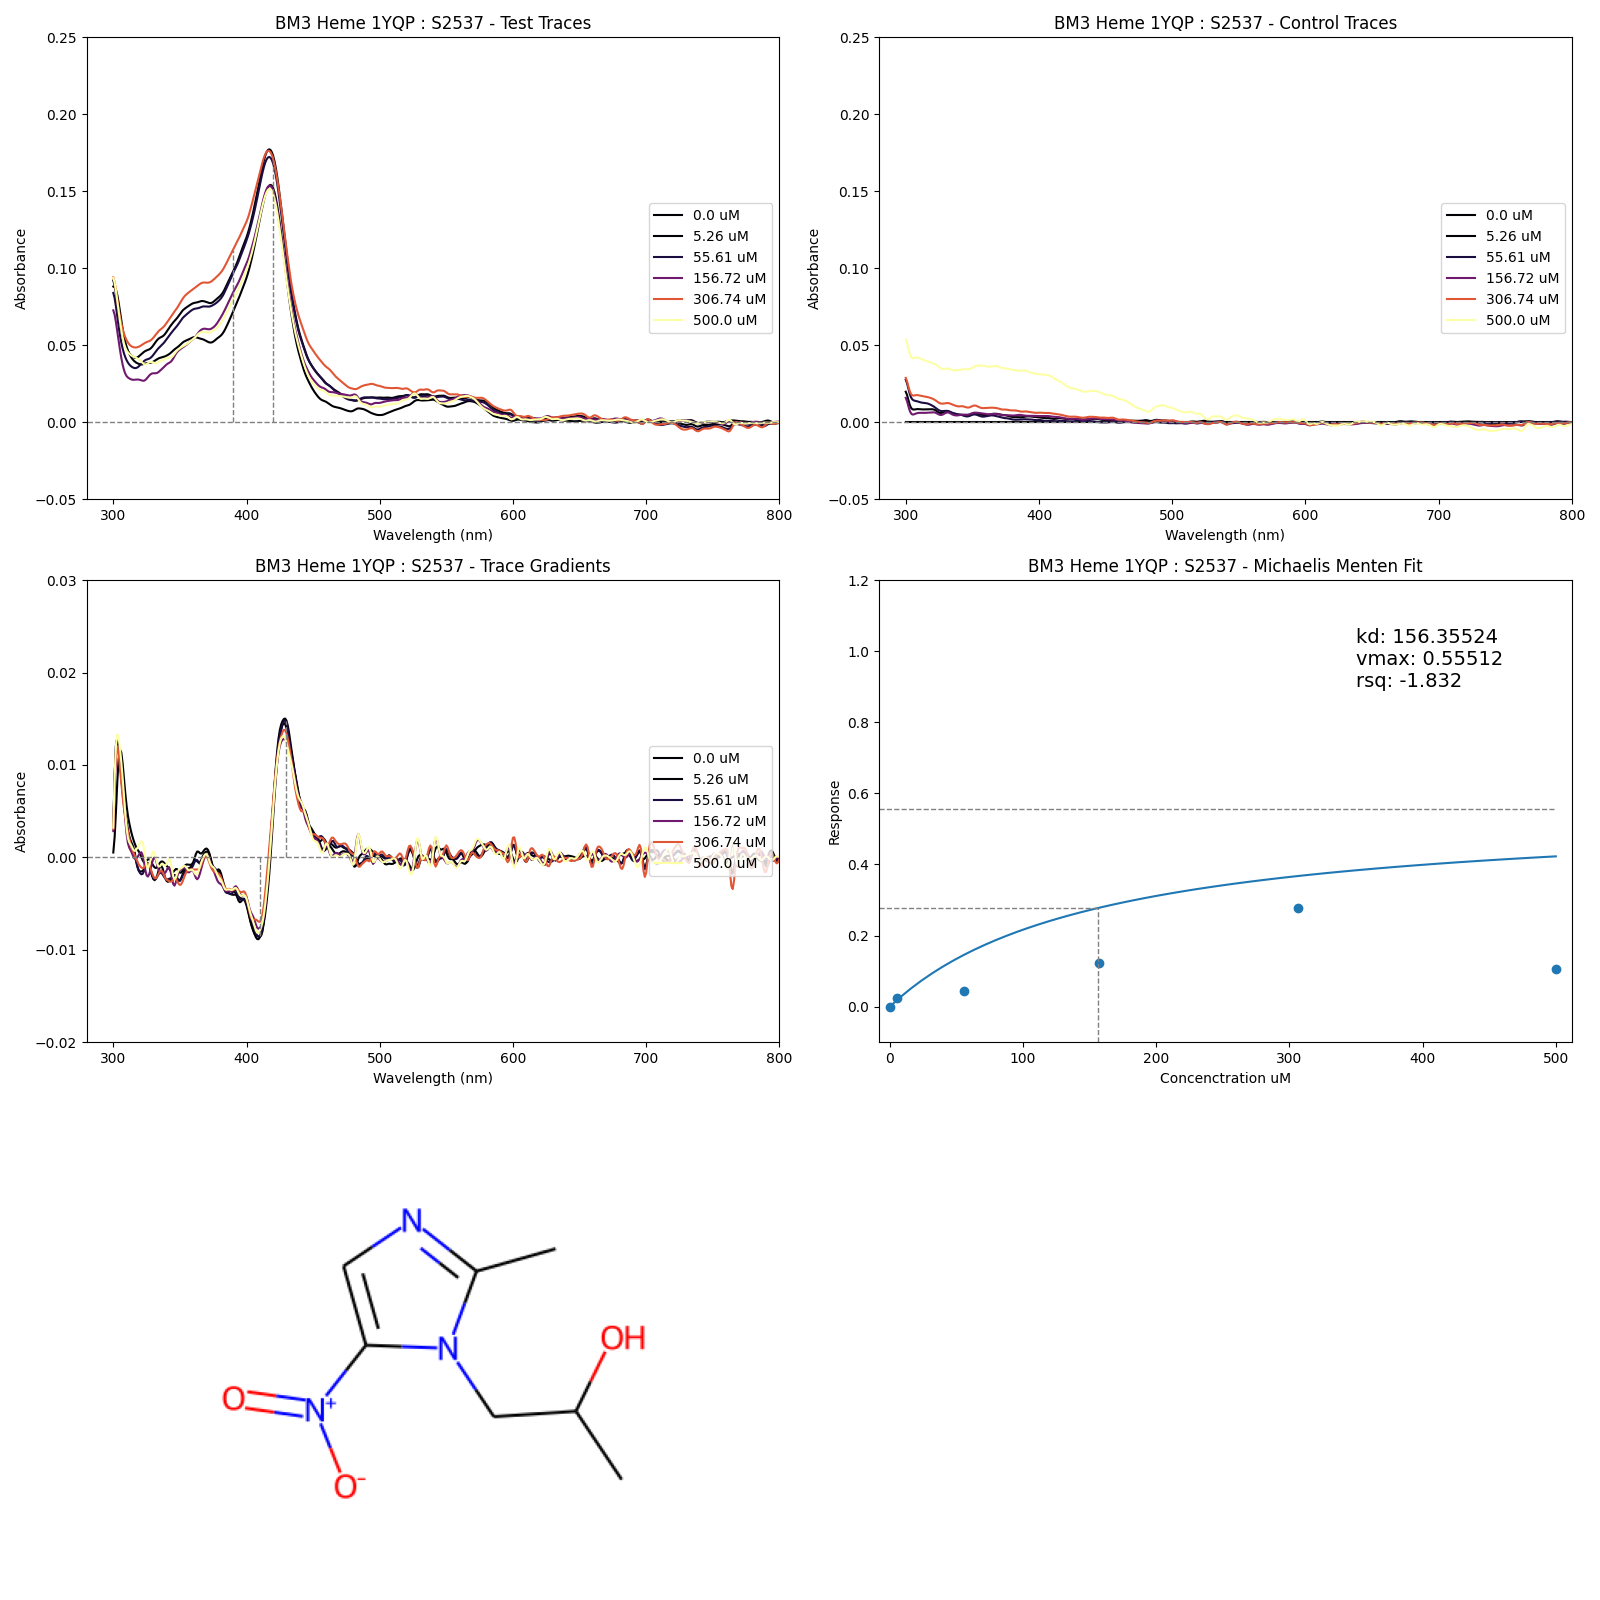 BM3 Heme 1YQP : S2537 - Test Traces
Absorbance
0.25
0.20
0.15
0.10
0.05
0.00
−0.05
300 400 500 600 700 800
Wavelength (nm)
0.0 uM
5.26 uM
55.61 uM
156.72 uM
306.74 uM
500.0 uM
BM3 Heme 1YQP : S2537 - Control Traces
Absorbance
0.25
0.20
0.15
0.10
0.05
0.00
−0.05
300 400 500 600 700 800
Wavelength (nm)
0.0 uM
5.26 uM
55.61 uM
156.72 uM
306.74 uM
500.0 uM
BM3 Heme 1YQP : S2537 - Trace Gradients
Absorbance
0.03
0.02
0.01
0.00
−0.01
−0.02
300 400 500 600 700 800
Wavelength (nm)
0.0 uM
5.26 uM
55.61 uM
156.72 uM
306.74 uM
500.0 uM
BM3 Heme 1YQP : S2537 - Michaelis Menten Fit
Response
1.2
1.0
0.8
0.6
0.4
0.2
0.0
0 100 200 300 400 500
Concenctration uM
kd: 156.35524
vmax: 0.55512
rsq: -1.832
N
N
OH
O
N+
O-